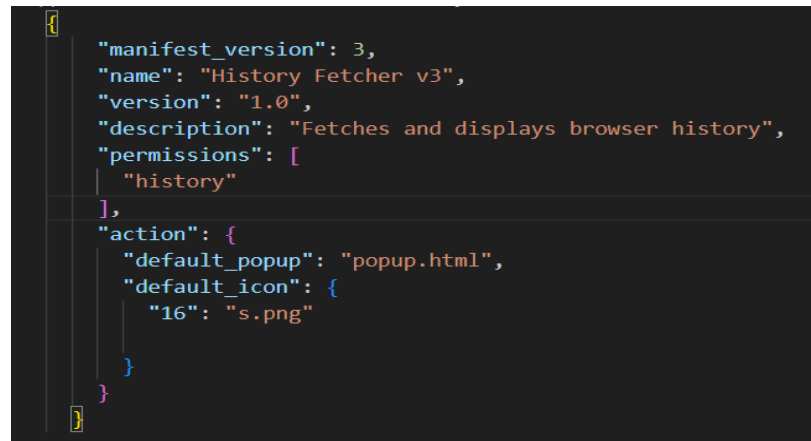 {
"manifest_version": 3,
"name": "History Fetcher v3",
"version": "1.0",
"description": "Fetches and displays browser history",
"permissions": [
"history"
],
"action": {
"default_popup": "popup.html",
"default_icon": {
"16": "s.png"
}
}
}